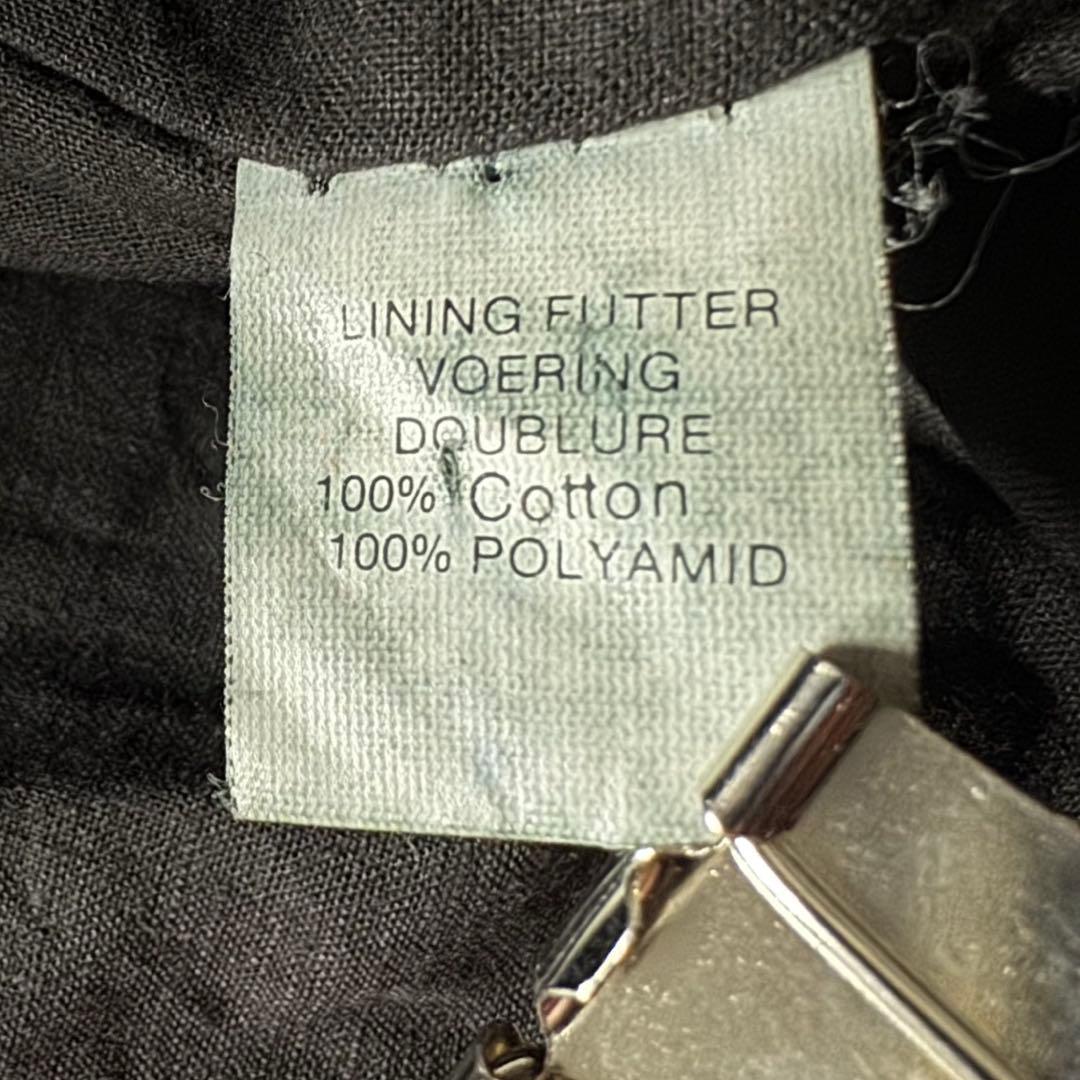 LINING FUTTER
VOERING
DOUBLURE
100% Cotton
100% POLYAMID